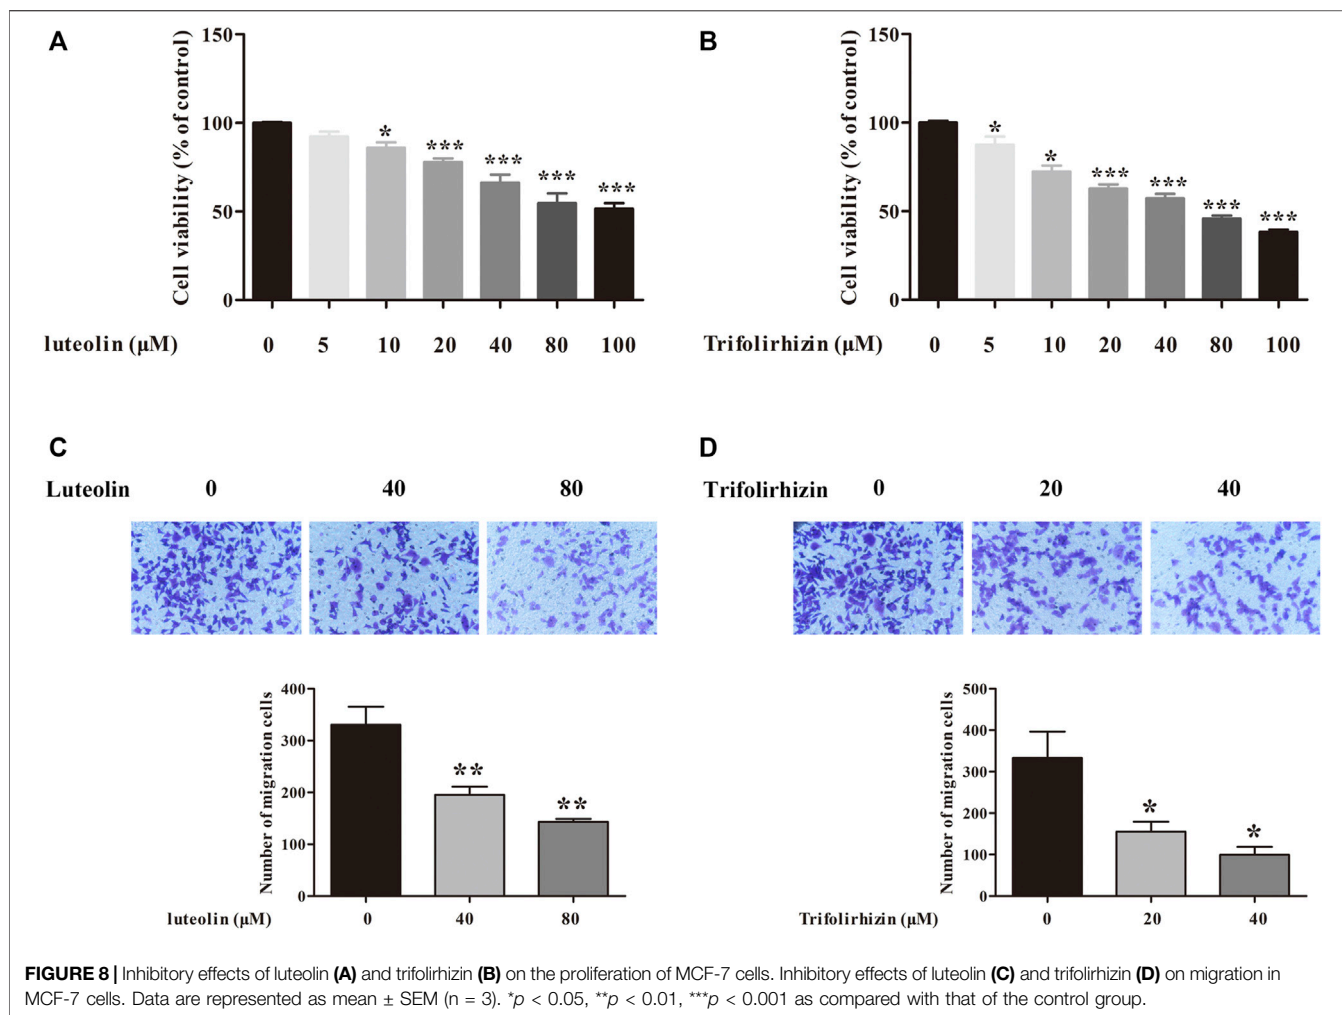 A
Cell viability (% of control)
150
100
50
0
*
***
***
***
***
luteolin (μM)
0 5 10 20 40 80 100
B
Cell viability (% of control)
150
100
50
0
*
*
***
***
***
***
Trifolirhizin (μM)
0 5 10 20 40 80 100
C
Luteolin 0 40 80
Number of migration cells
400
300
200
100
0
**
**
luteolin (μM) 0 40 80
D
Trifolirhizin 0 20 40
Number of migration cells
500
400
300
200
100
0
*
*
Trifolirhizin (μM) 0 20 40
FIGURE 8 | Inhibitory effects of luteolin (A) and trifolirhizin (B) on the proliferation of MCF-7 cells. Inhibitory effects of luteolin (C) and trifolirhizin (D) on migration in
MCF-7 cells. Data are represented as mean ± SEM (n = 3). *p < 0.05, **p < 0.01, ***p < 0.001 as compared with that of the control group.